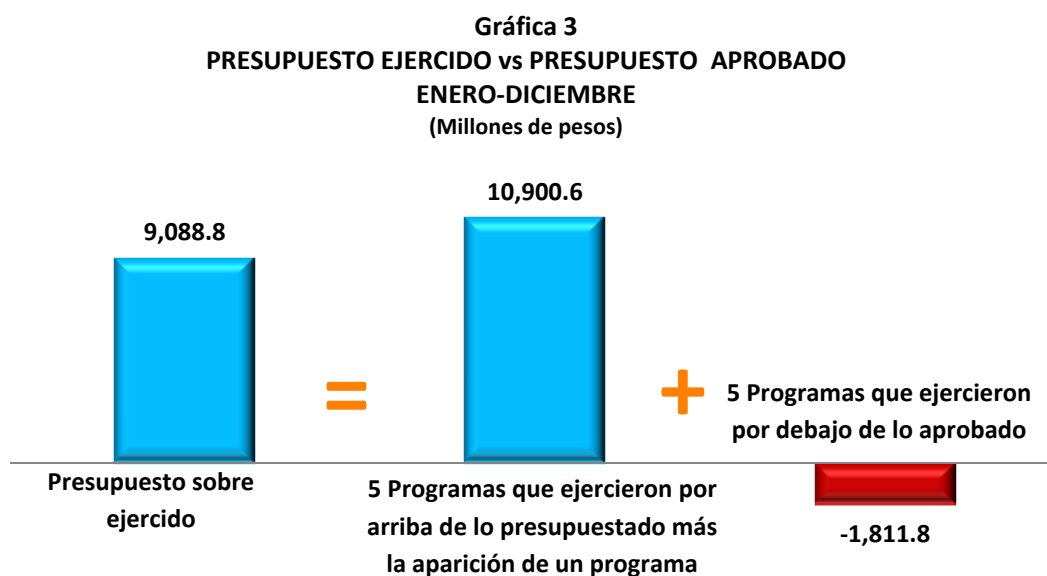 Gráfica 3
PRESUPUESTO EJERCIDO vs PRESUPUESTO APROBADO
ENERO-DICIEMBRE
(Millones de pesos)
9,088.8
10,900.6
=
+
5 Programas que ejercieron
por debajo de lo aprobado
Presupuesto sobre
ejercido
5 Programas que ejercieron por
arriba de lo presupuestado más
la aparición de un programa
-1,811.8